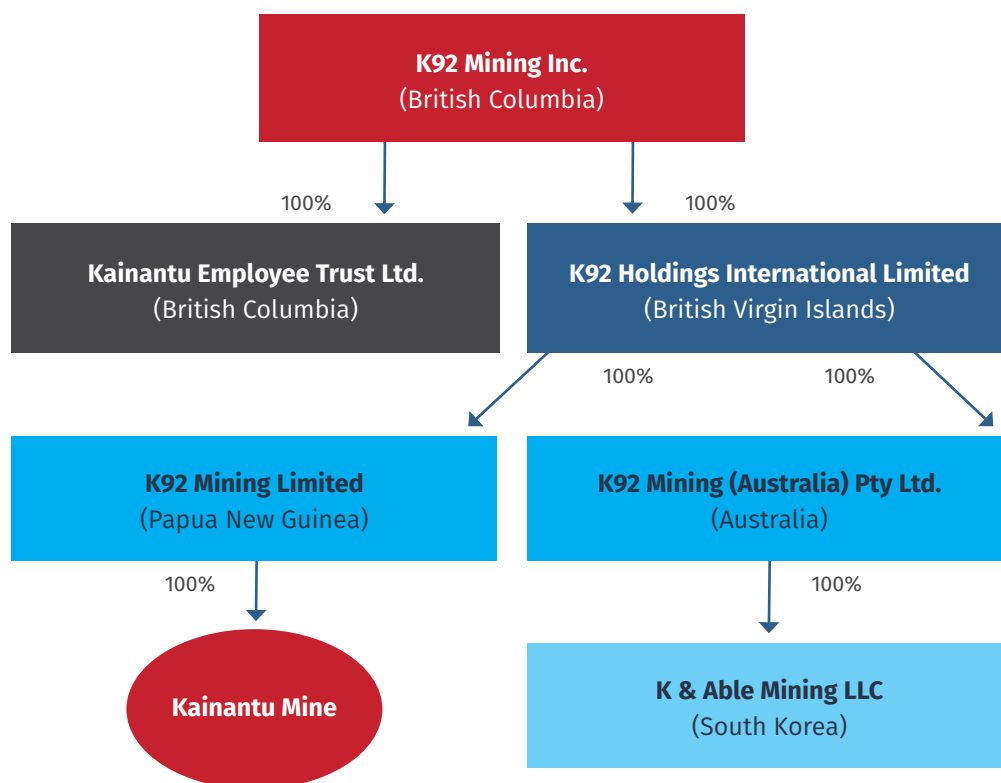 K92 Mining Inc.
(British Columbia)
100%
100%
Kainantu Employee Trust Ltd.
(British Columbia)
K92 Holdings International Limited
(British Virgin Islands)
100%
100%
K92 Mining Limited
(Papua New Guinea)
K92 Mining (Australia) Pty Ltd.
(Australia)
100%
100%
Kainantu Mine
K & Able Mining LLC
(South Korea)